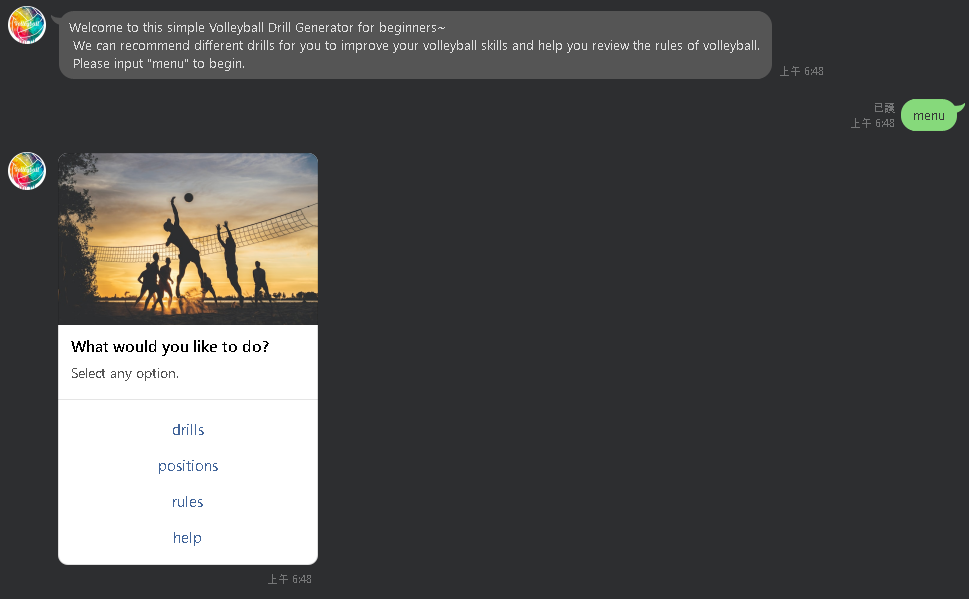 Welcome to this simple Volleyball Drill Generator for beginners~
We can recommend different drills for you to improve your volleyball skills and help you review the rules of volleyball.
Please input "menu" to begin.
上午 6:48
已讀
上午 6:48
menu
What would you like to do?
Select any option.
drills
positions
rules
help
上午 6:48